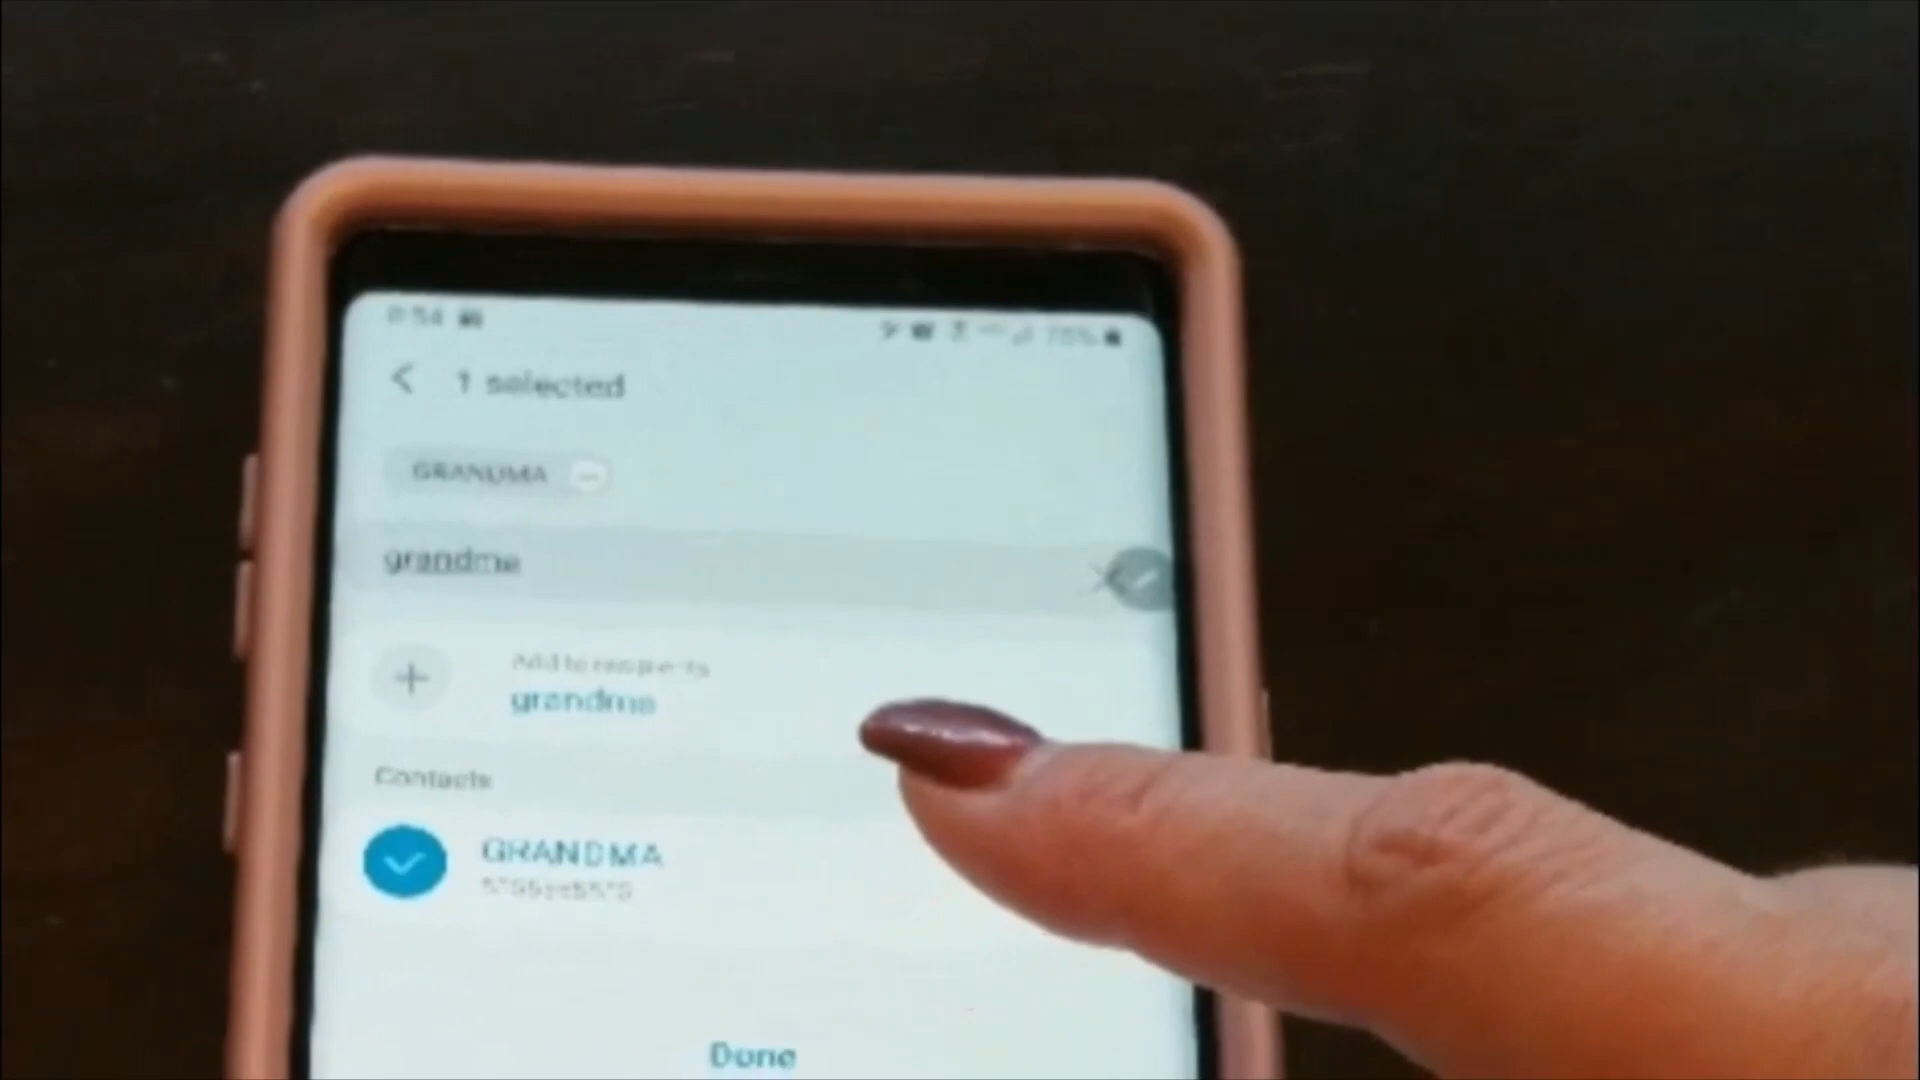 1 selected
GRANDMA
grandma
Add to recipients
grandma
Contacts
GRANDMA
Done